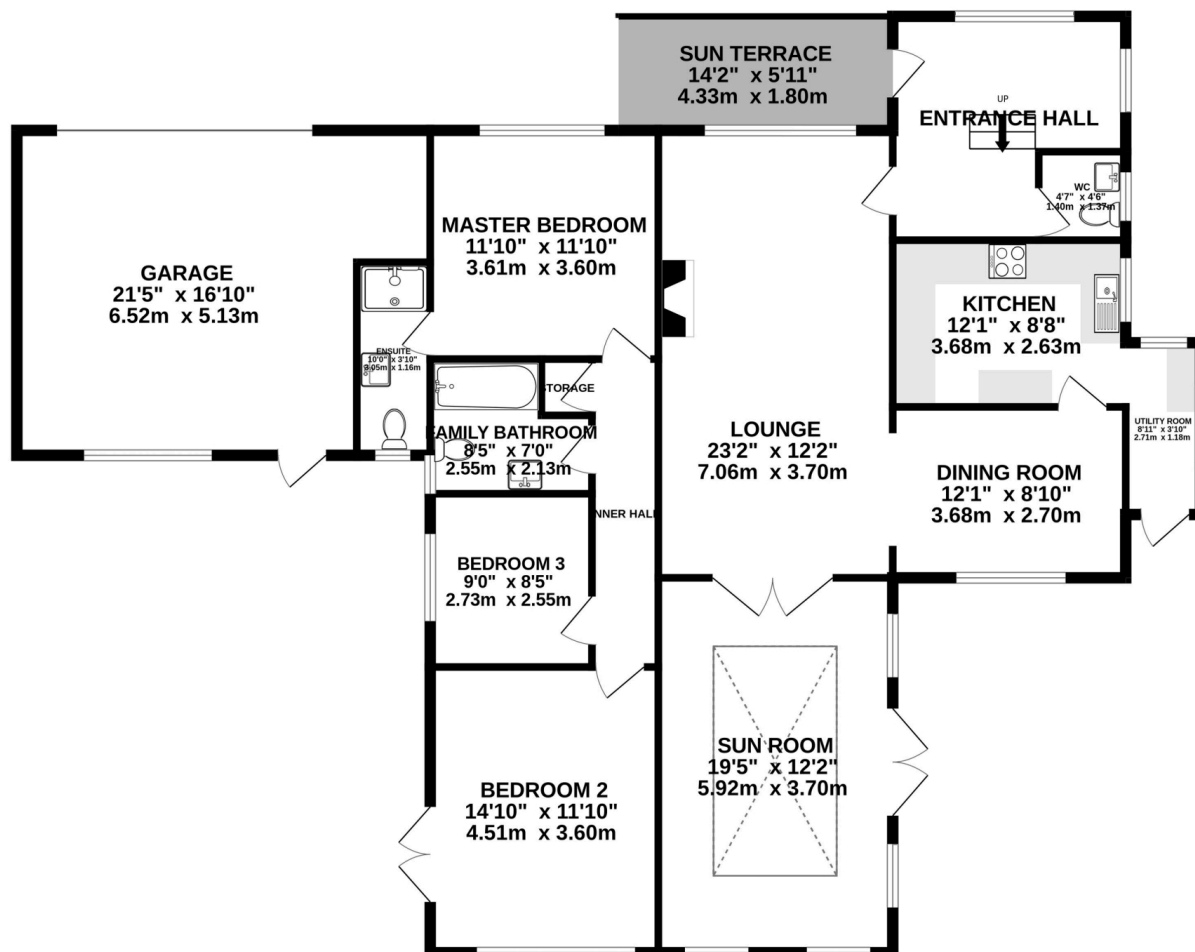 SUN TERRACE
14'2" x 5'11"
4.33m x 1.80m
UP
ENTRANCE HALL
WC
4'7" x 4'6"
1.40m x 1.37m
MASTER BEDROOM
11'10" x 11'10"
3.61m x 3.60m
GARAGE
21'5" x 16'10"
6.52m x 5.13m
KITCHEN
12'1" x 8'8"
3.68m x 2.63m
ENSUITE
10'0" x 3'10"
3.05m x 1.16m
STORAGE
FAMILY BATHROOM
8'5" x 7'0"
2.55m x 2.13m
LOUNGE
23'2" x 12'2"
7.06m x 3.70m
UTILITY ROOM
8'11" x 3'10"
2.71m x 1.18m
DINING ROOM
12'1" x 8'10"
3.68m x 2.70m
INNER HALL
BEDROOM 3
9'0" x 8'5"
2.73m x 2.55m
SUN ROOM
19'5" x 12'2"
5.92m x 3.70m
BEDROOM 2
14'10" x 11'10"
4.51m x 3.60m